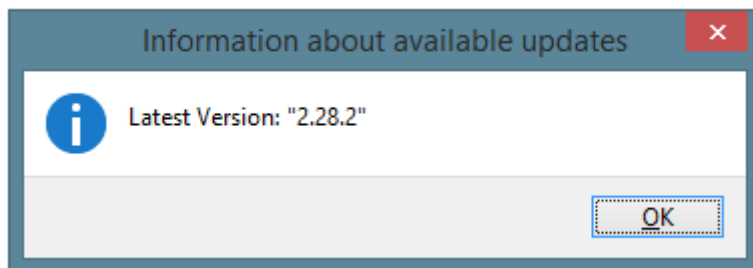 Information about available updates
Latest Version: "2.28.2"
OK